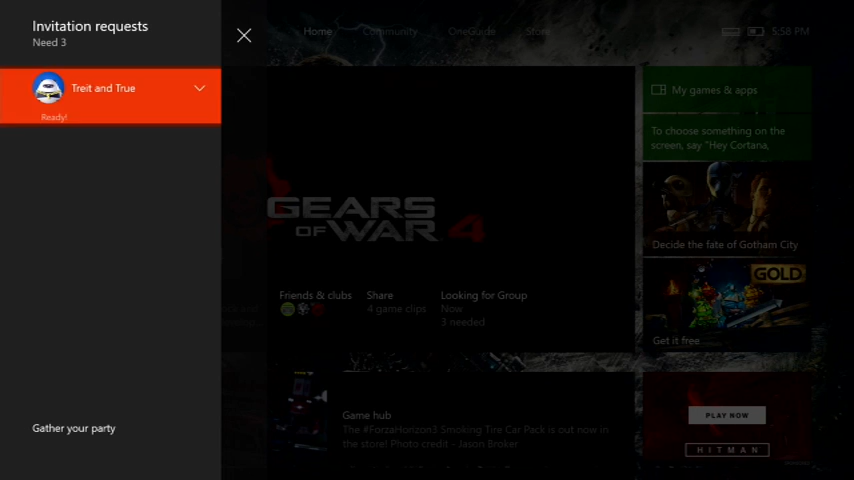 Invitation requests
Need 3
Treit and True
Ready!
Gather your party
Home
Community
OneGuide
Store
5:58 PM
GEARS
OF WAR 4
Friends & clubs
Share
4 game clips
Looking for Group
Now
3 needed
My games & apps
To choose something on the
screen, say "Hey Cortana,
Decide the fate of Gotham City
GOLD
Get it free
Game hub
The #ForzaHorizon3 Smoking Tire Car Pack is out now in
the store! Photo credit - Jason Broker
PLAY NOW
HITMAN